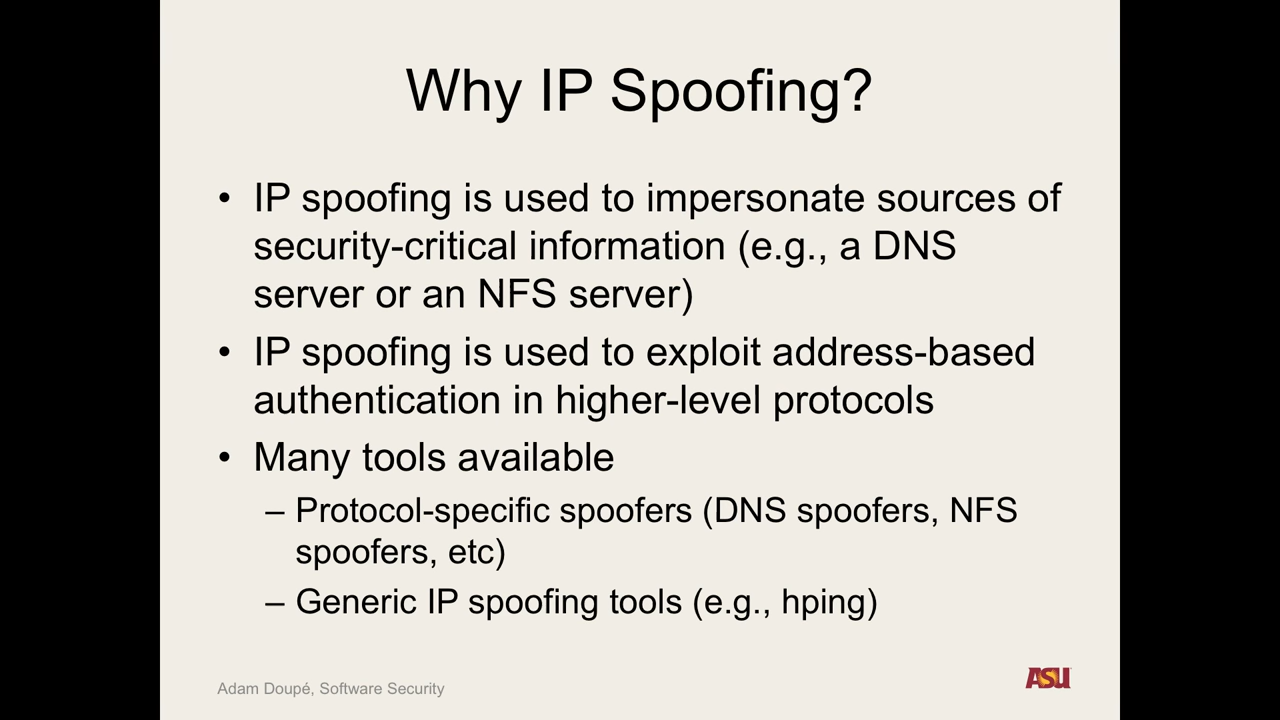 Why IP Spoofing?
• IP spoofing is used to impersonate sources of
security-critical information (e.g., a DNS
server or an NFS server)
• IP spoofing is used to exploit address-based
authentication in higher-level protocols
• Many tools available
– Protocol-specific spoofers (DNS spoofers, NFS
spoofers, etc)
– Generic IP spoofing tools (e.g., hping)
Adam Doupé, Software Security
ASU